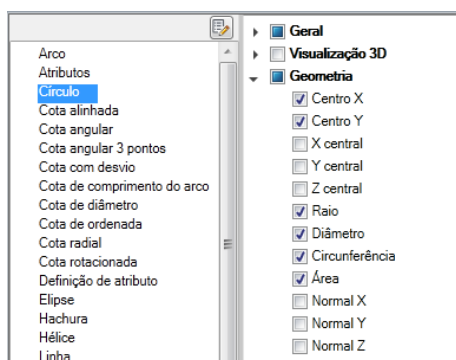 Arco
Atributos
Círculo
Cota alinhada
Cota angular
Cota angular 3 pontos
Cota com desvio
Cota de comprimento do arco
Cota de diâmetro
Cota de ordenada
Cota radial
Cota rotacionada
Definição de atributo
Elipse
Hachura
Hélice
Linha
Geral
Visualização 3D
Geometria
Centro X
Centro Y
X central
Y central
Z central
Raio
Diâmetro
Circunferência
Área
Normal X
Normal Y
Normal Z